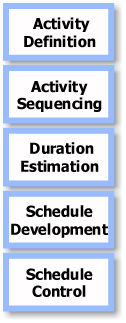 Activity
Definition
Activity
Sequencing
Duration
Estimation
Schedule
Development
Schedule
Control